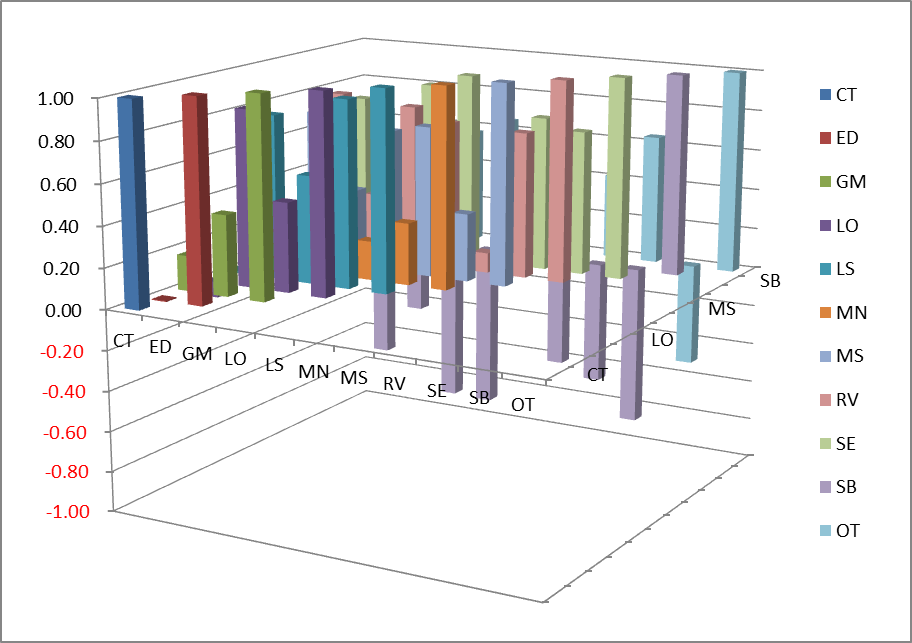 1.00
0.80
0.60
0.40
0.20
0.00
-0.20
-0.40
-0.60
-0.80
-1.00
CT
ED
GM
LO
LS
MN
MS
RV
SE
SB
OT
CT
LO
MS
SB
CT
ED
GM
LO
LS
MN
MS
RV
SE
SB
OT